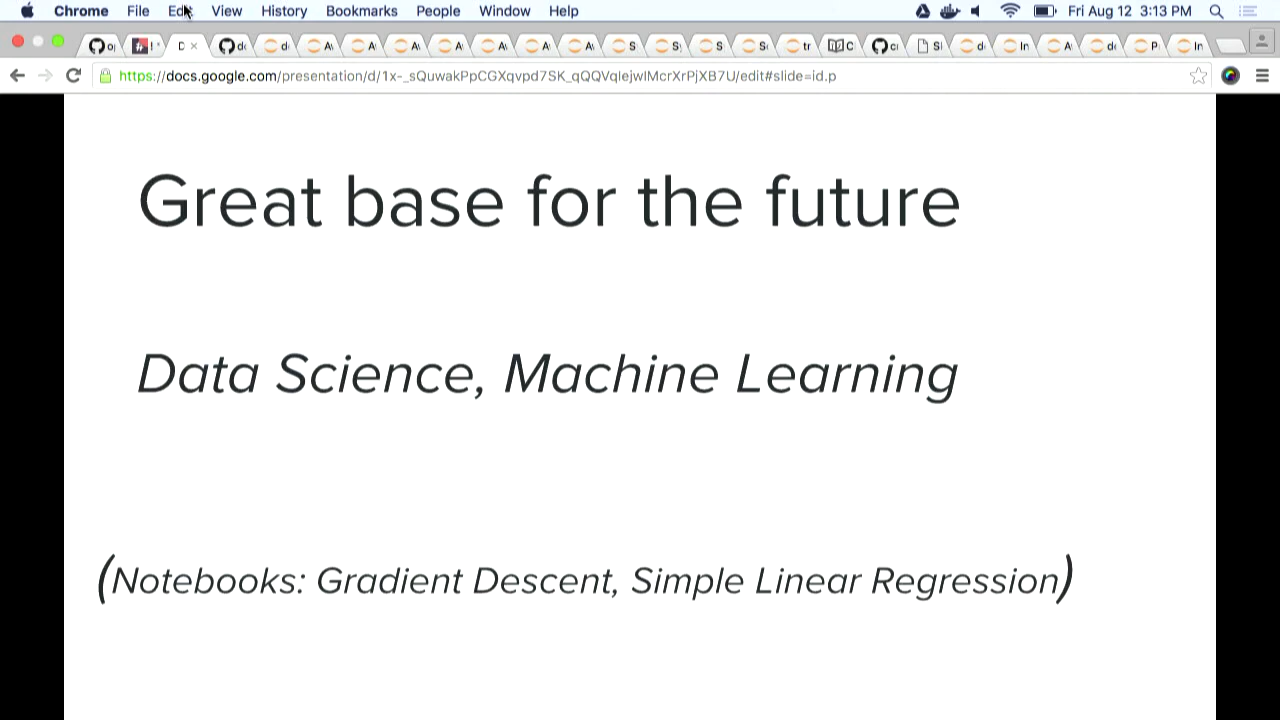 Chrome File Edit View History Bookmarks People Window Help Fri Aug 12 3:13 PM
https://docs.google.com/presentation/d/1x-_sQuwakPpCGXqvpd7SK_qQQVqlejwIMcrXrPjXB7U/edit#slide=id.p
Great base for the future
Data Science, Machine Learning
(Notebooks: Gradient Descent, Simple Linear Regression)